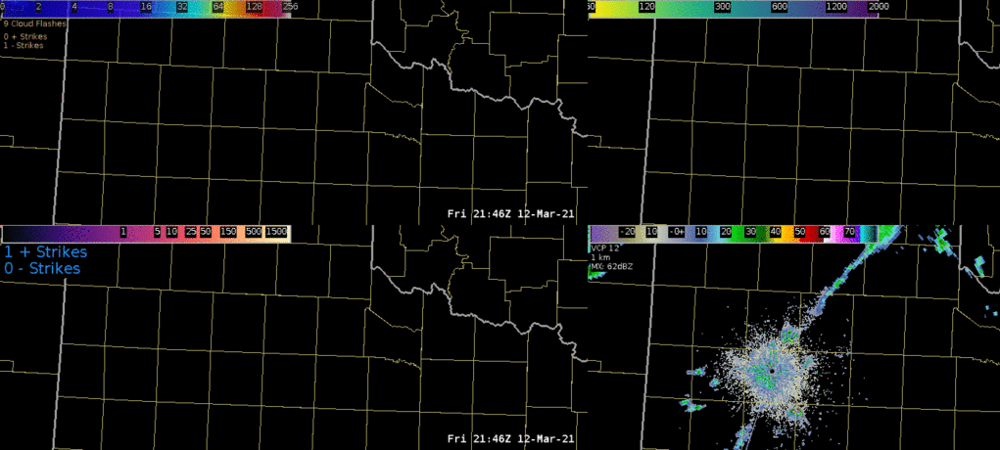 0 2 4 8 16 32 64 128 256
9 Cloud Flashes
0 + Strikes
1 - Strikes
Fri 21:46Z 12-Mar-21
60 120 300 600 1200 2000
1 5 10 25 50 150 500 1500
1 + Strikes
0 - Strikes
Fri 21:46Z 12-Mar-21
-20 10 -0+ 10 20 30 40 50 60 70
VCP 12
1 km
MX: 62dBZ